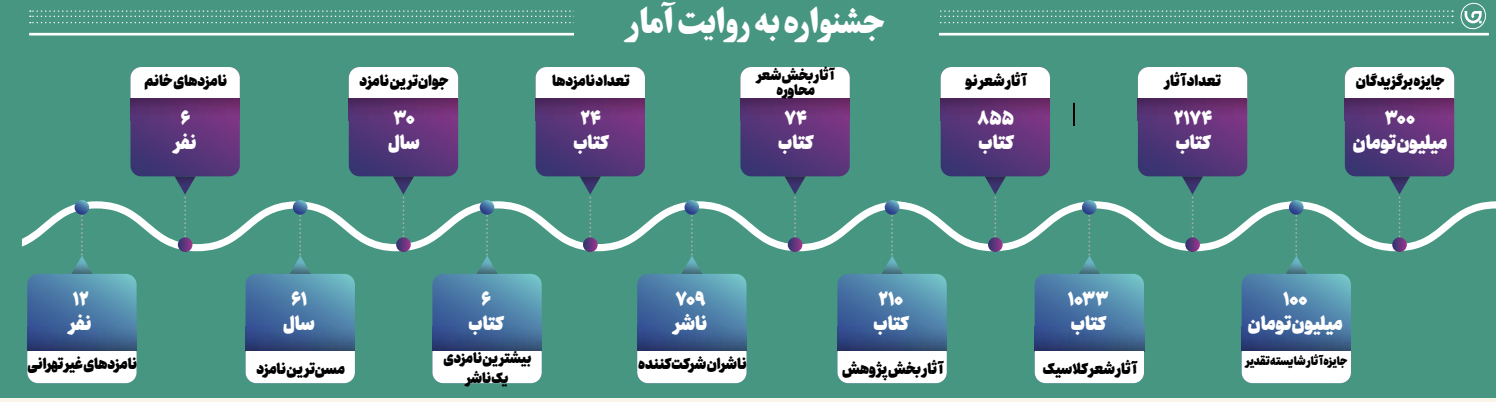 جشنواره به روایت آمار
جایزه برگزیدگان
۳۰۰
میلیون تومان
جایزه آثار شایسته تقدیر
۱۰۰
میلیون تومان
تعداد آثار
۲۱۷۴
کتاب
آثار شعر کلاسیک
۱۰۳۳
کتاب
آثار شعر نو
۸۵۵
کتاب
آثار بخش پژوهش
۲۱۰
کتاب
آثار بخش شعر
محاوره
۷۴
کتاب
ناشران شرکت کننده
۷۰۹
ناشر
تعداد نامزدها
۲۴
کتاب
بیشترین نامزدی
یک ناشر
۶
کتاب
جوان‌ترین نامزد
۳۰
سال
مسن‌ترین نامزد
۶۱
سال
نامزدهای خانم
۶
نفر
نامزدهای غیر تهرانی
۱۲
نفر